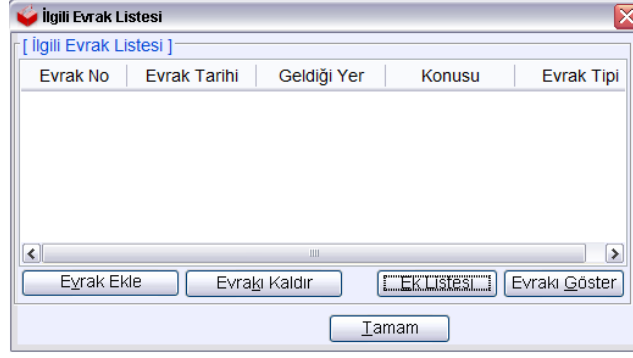 İlgili Evrak Listesi
[ İlgili Evrak Listesi ]
Evrak No Evrak Tarihi Geldiği Yer Konusu Evrak Tipi
Evrak Ekle Evrakı Kaldır Ek Listesi Evrakı Göster
Tamam